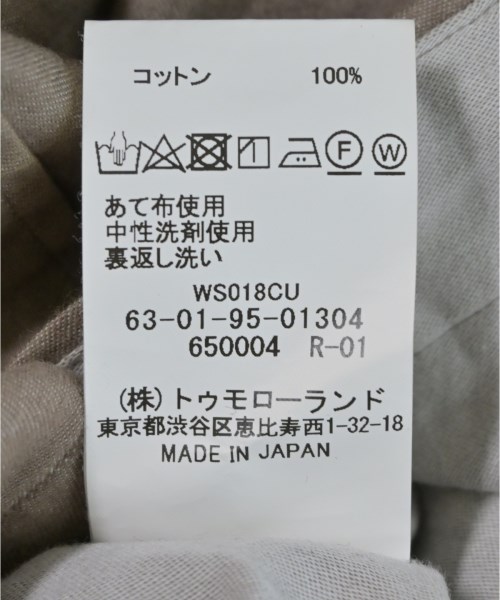 コットン 100%
F W
あて布使用
中性洗剤使用
裏返し洗い
WS018CU
63-01-95-01304
650004 R-01
(株)トゥモローランド
東京都渋谷区恵比寿西1-32-18
MADE IN JAPAN